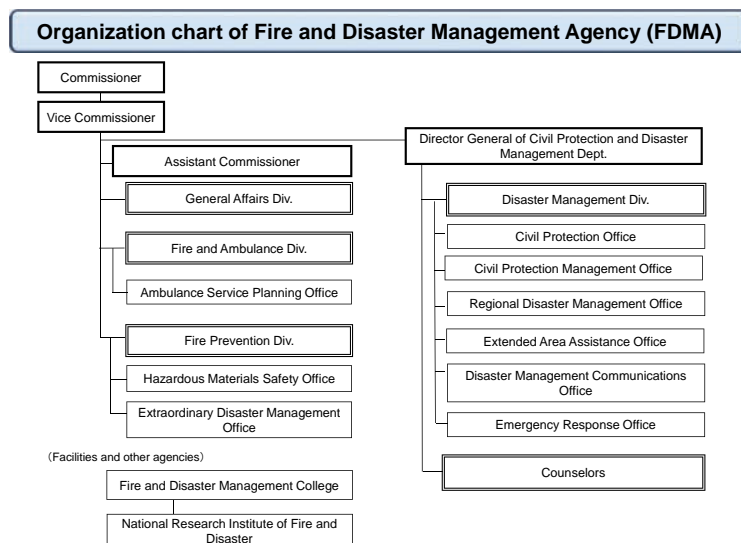 Organization chart of Fire and Disaster Management Agency (FDMA)
Commissioner
Vice Commissioner
Assistant Commissioner
General Affairs Div.
Fire and Ambulance Div.
Ambulance Service Planning Office
Fire Prevention Div.
Hazardous Materials Safety Office
Extraordinary Disaster Management
Office
（Facilities and other agencies）
Fire and Disaster Management College
National Research Institute of Fire and
Disaster
Director General of Civil Protection and Disaster
Management Dept.
Disaster Management Div.
Civil Protection Office
Civil Protection Management Office
Regional Disaster Management Office
Extended Area Assistance Office
Disaster Management Communications
Office
Emergency Response Office
Counselors